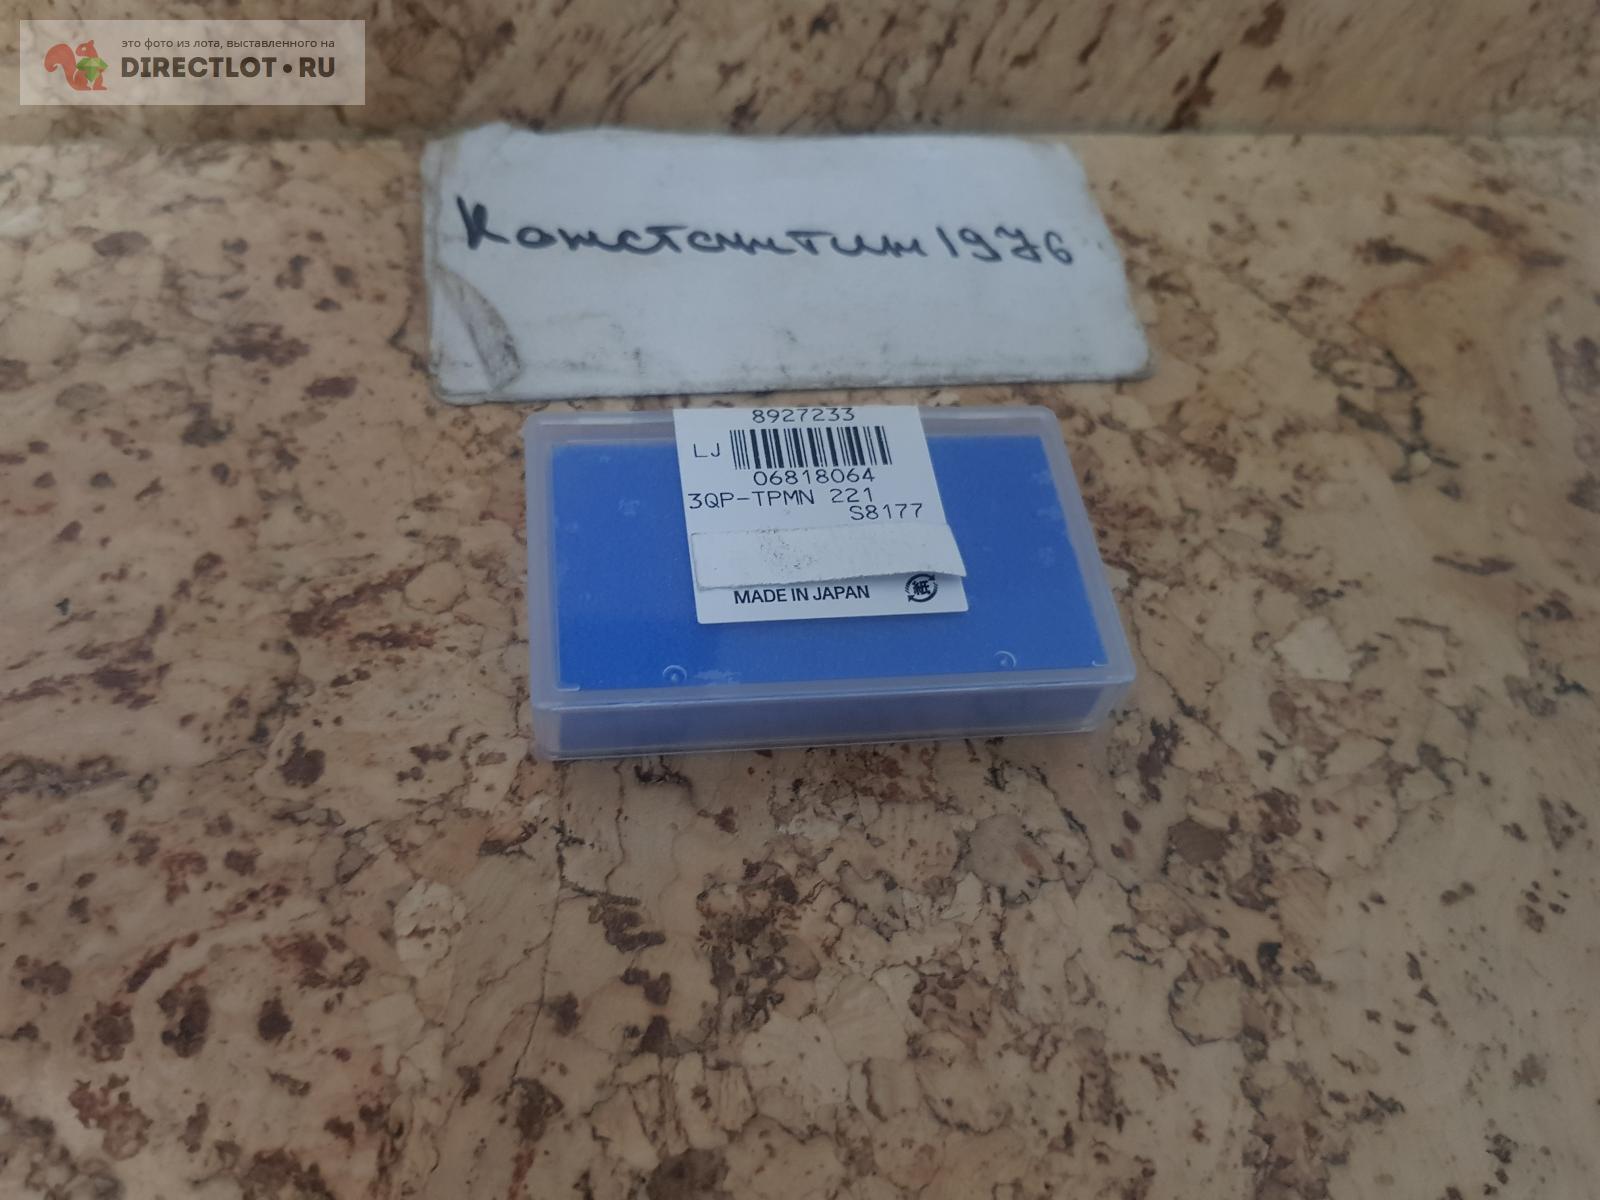 это фото из лота, выставленного на
DIRECTLOT•RU
Константин1976
8927233
LJ
06818064
3QP-TPMN 221
S8177
MADE IN JAPAN
紙